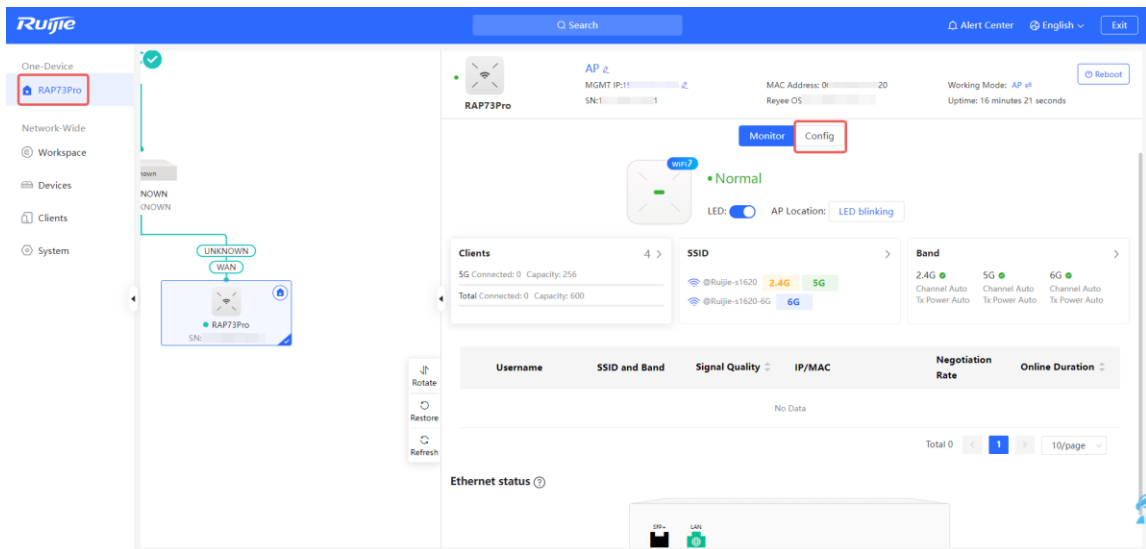 Ruijie
Search
Alert Center
English
Exit
One-Device
RAP73Pro
Network-Wide
Workspace
Devices
Clients
System
NOWN
UNKNOWN
WAN
RAP73Pro
SN:
Rotate
Restore
Refresh
RAP73Pro
AP
MGMT IP:
SN:
MAC Address:
Reyee OS
Working Mode: AP
Uptime: 16 minutes 21 seconds
Reboot
Monitor
Config
WiFi7
Normal
LED:
AP Location:
LED blinking
Clients 4
5G Connected: 0 Capacity: 256
Total Connected: 0 Capacity: 600
SSID
@Ruijie-s1620 2.4G 5G
@Ruijie-s1620-6G 6G
Band
2.4G 5G 6G
Channel Auto Channel Auto Channel Auto
Tx Power Auto Tx Power Auto Tx Power Auto
Username SSID and Band Signal Quality IP/MAC Negotiation Rate Online Duration
No Data
Total 0 1 10/page
Ethernet status
SFP+ LAN